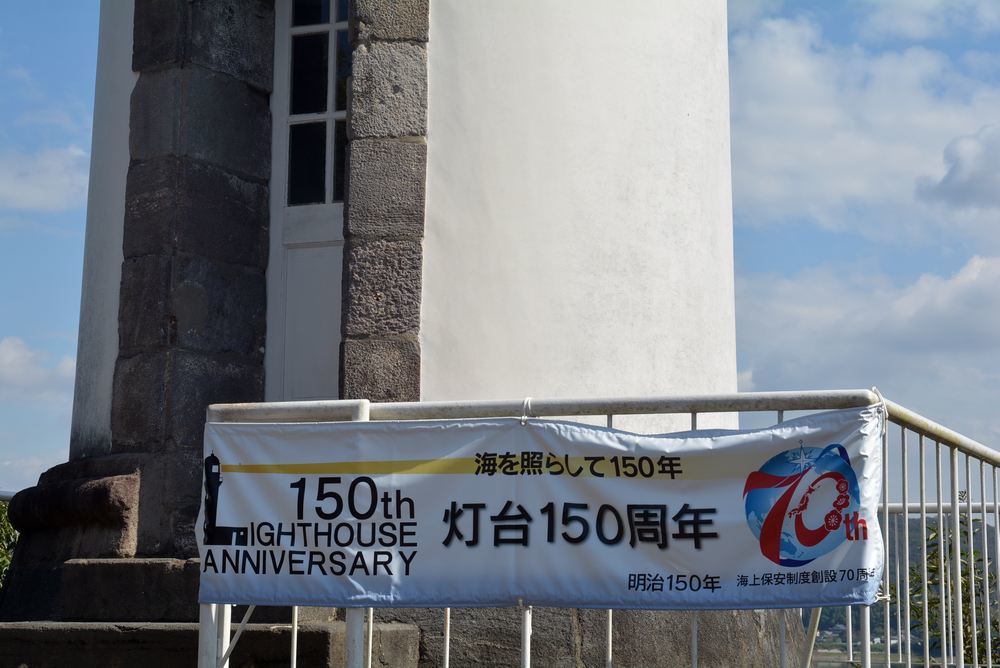 海を照らして150年
150th
LIGHTHOUSE
ANNIVERSARY
灯台150周年
70th
明治150年
海上保安制度創設70周年